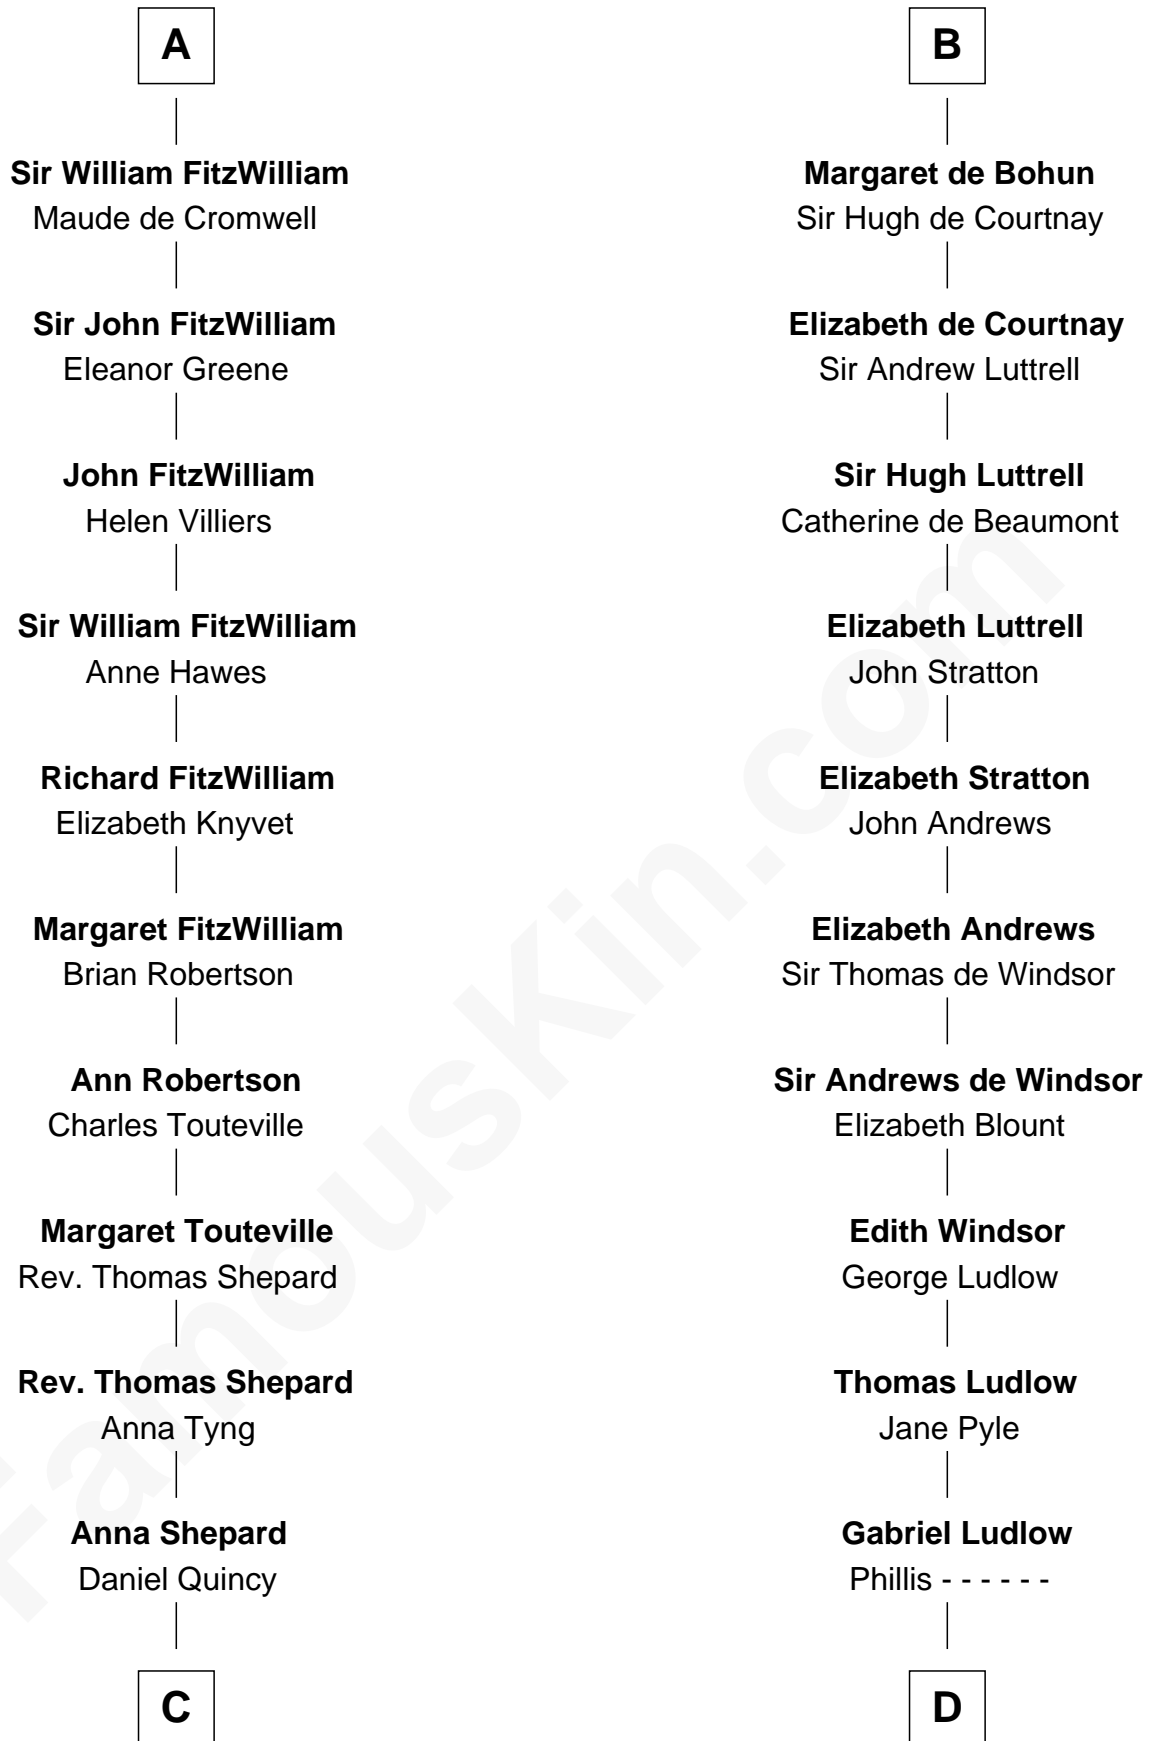 A
Sir William FitzWilliam
Maude de Cromwell
Sir John FitzWilliam
Eleanor Greene
John FitzWilliam
Helen Villiers
Sir William FitzWilliam
Anne Hawes
Richard FitzWilliam
Elizabeth Knyvet
Margaret FitzWilliam
Brian Robertson
Ann Robertson
Charles Touteville
Margaret Touteville
Rev. Thomas Shepard
Rev. Thomas Shepard
Anna Tyng
Anna Shepard
Daniel Quincy
C
B
Margaret de Bohun
Sir Hugh de Courtnay
Elizabeth de Courtnay
Sir Andrew Luttrell
Sir Hugh Luttrell
Catherine de Beaumont
Elizabeth Luttrell
John Stratton
Elizabeth Stratton
John Andrews
Elizabeth Andrews
Sir Thomas de Windsor
Sir Andrews de Windsor
Elizabeth Blount
Edith Windsor
George Ludlow
Thomas Ludlow
Jane Pyle
Gabriel Ludlow
Phillis - - - - - -
D
FamousKin.com